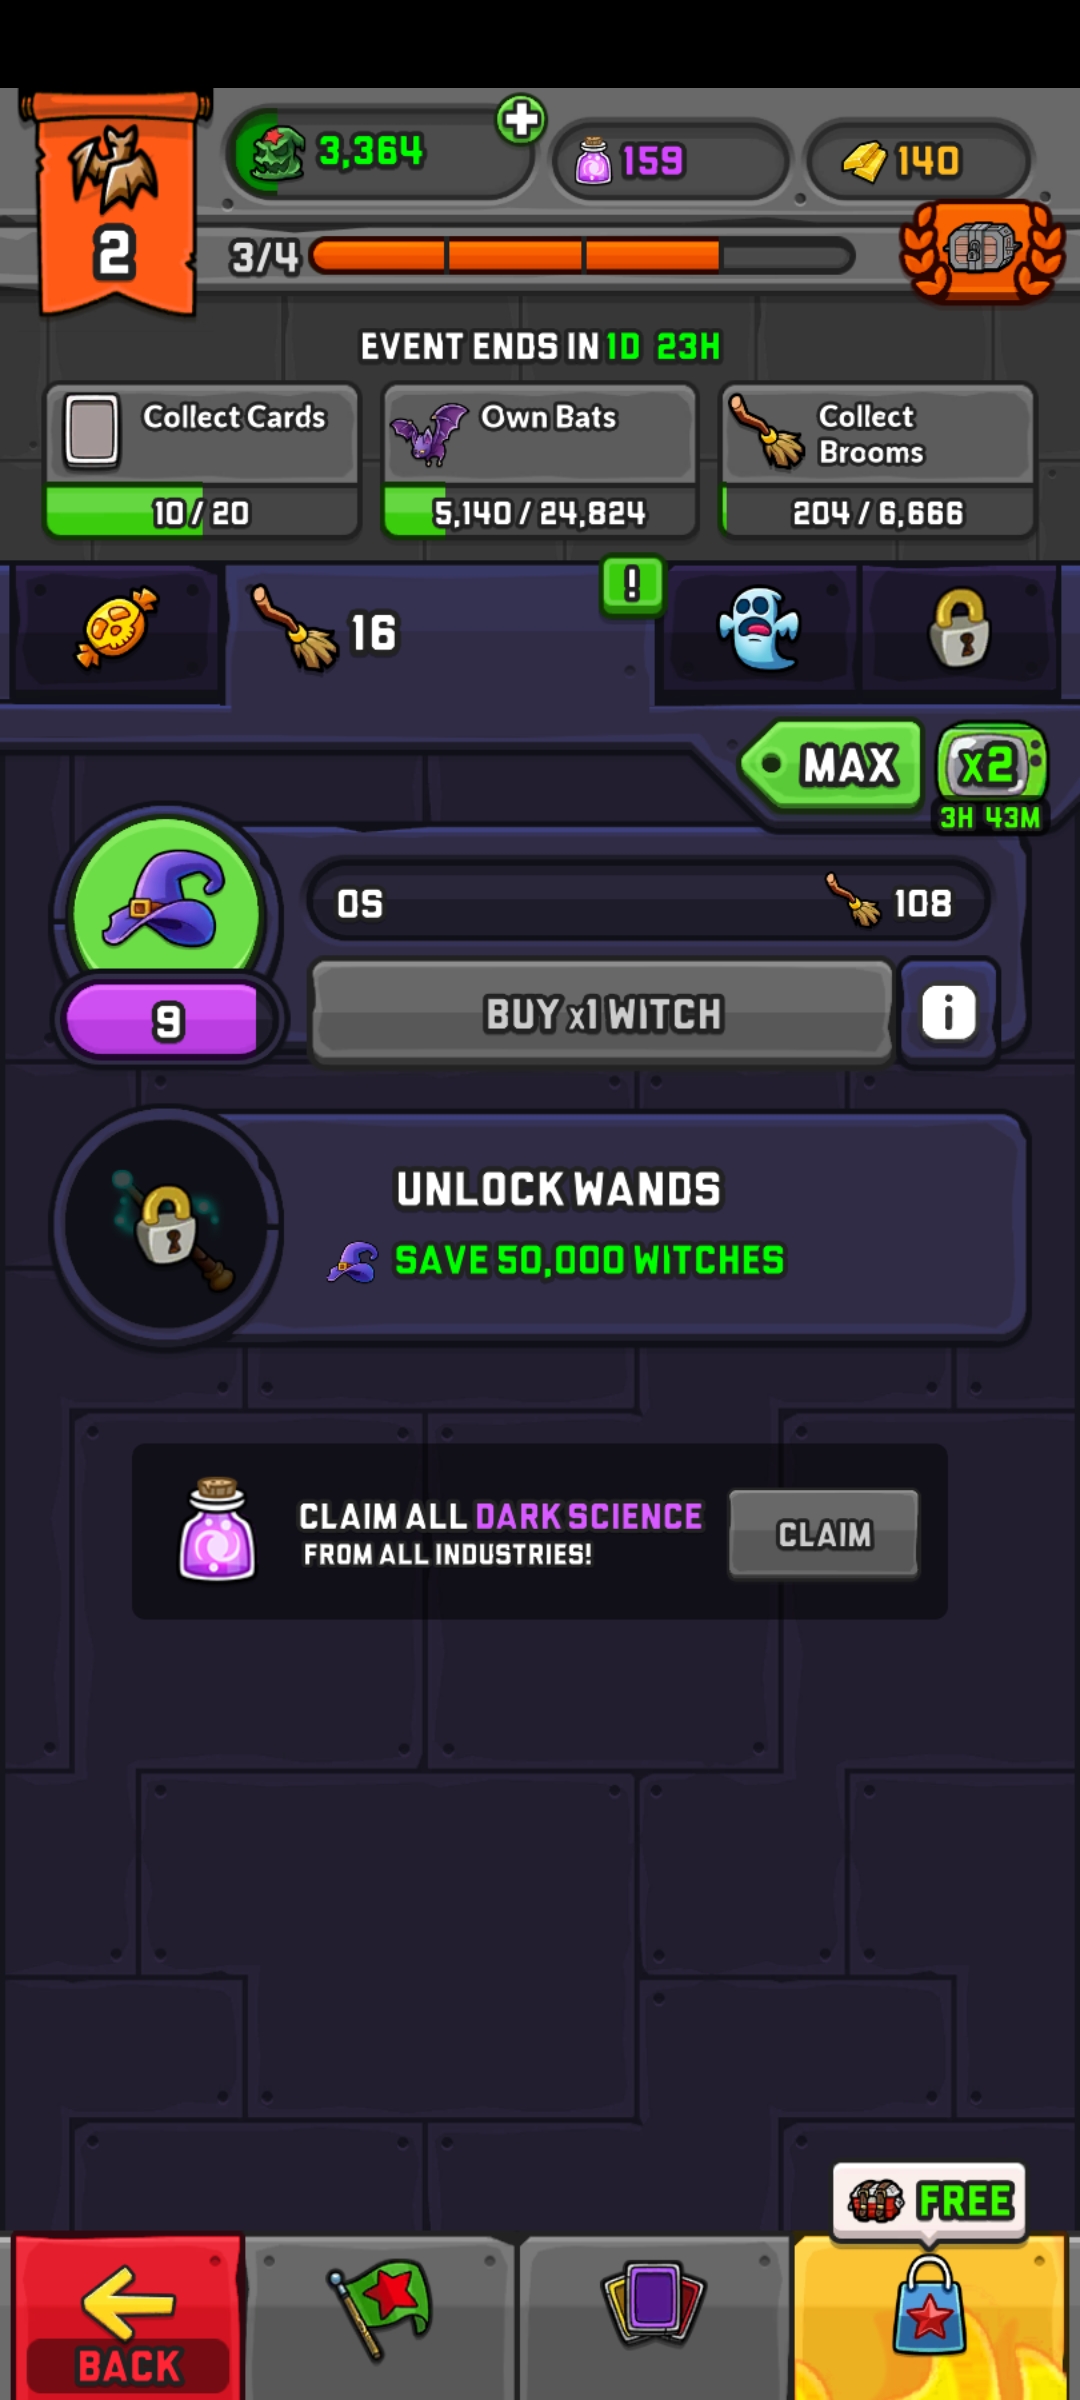 3,364
159
140
2
3/4
EVENT ENDS IN 1D 23H
Collect Cards
10 / 20
Own Bats
5,140 / 24,824
Collect
Brooms
204 / 6,666
16
!
MAX
x2
3H 43M
0S
108
9
BUY x1 WITCH
i
UNLOCK WANDS
SAVE 50,000 WITCHES
CLAIM ALL DARK SCIENCE
FROM ALL INDUSTRIES!
CLAIM
FREE
BACK